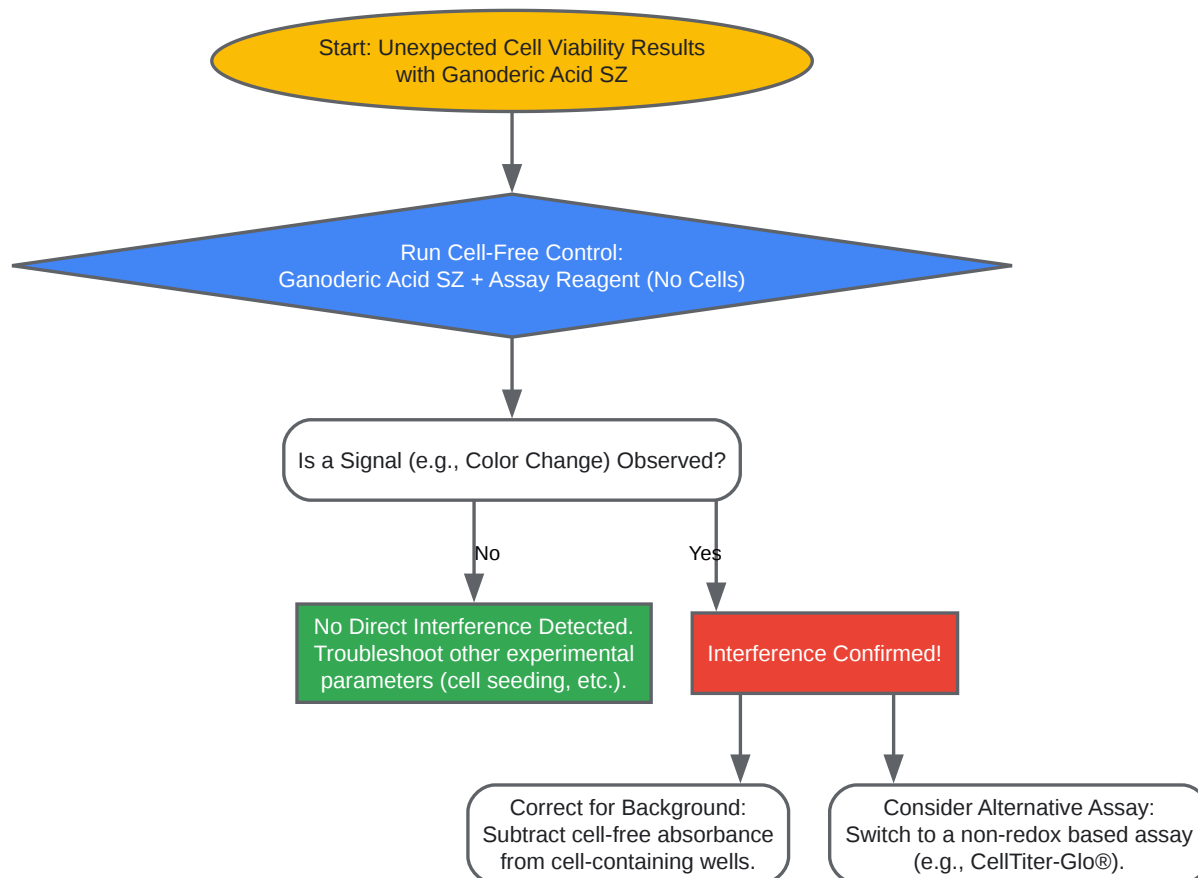 Start: Unexpected Cell Viability Results
with Ganoderic Acid SZ
Run Cell-Free Control:
Ganoderic Acid SZ + Assay Reagent (No Cells)
Is a Signal (e.g., Color Change) Observed?
No
Yes
No Direct Interference Detected.
Troubleshoot other experimental
parameters (cell seeding, etc.).
Interference Confirmed!
Correct for Background:
Subtract cell-free absorbance
from cell-containing wells.
Consider Alternative Assay:
Switch to a non-redox based assay
(e.g., CellTiter-Glo®).